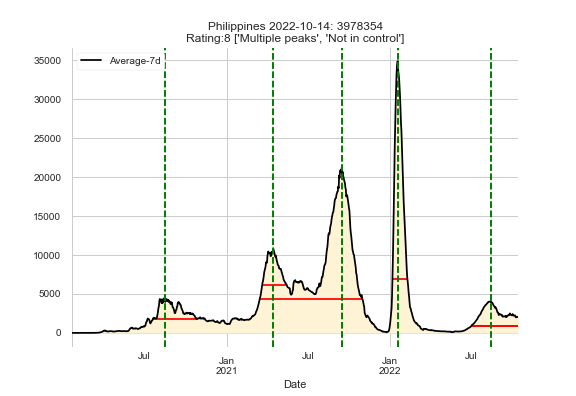 Philippines 2022-10-14: 3978354
Rating:8 ['Multiple peaks', 'Not in control']
Average-7d
35000
30000
25000
20000
15000
10000
5000
0
Jul
Jan
2021
Jul
Jan
2022
Jul
Date